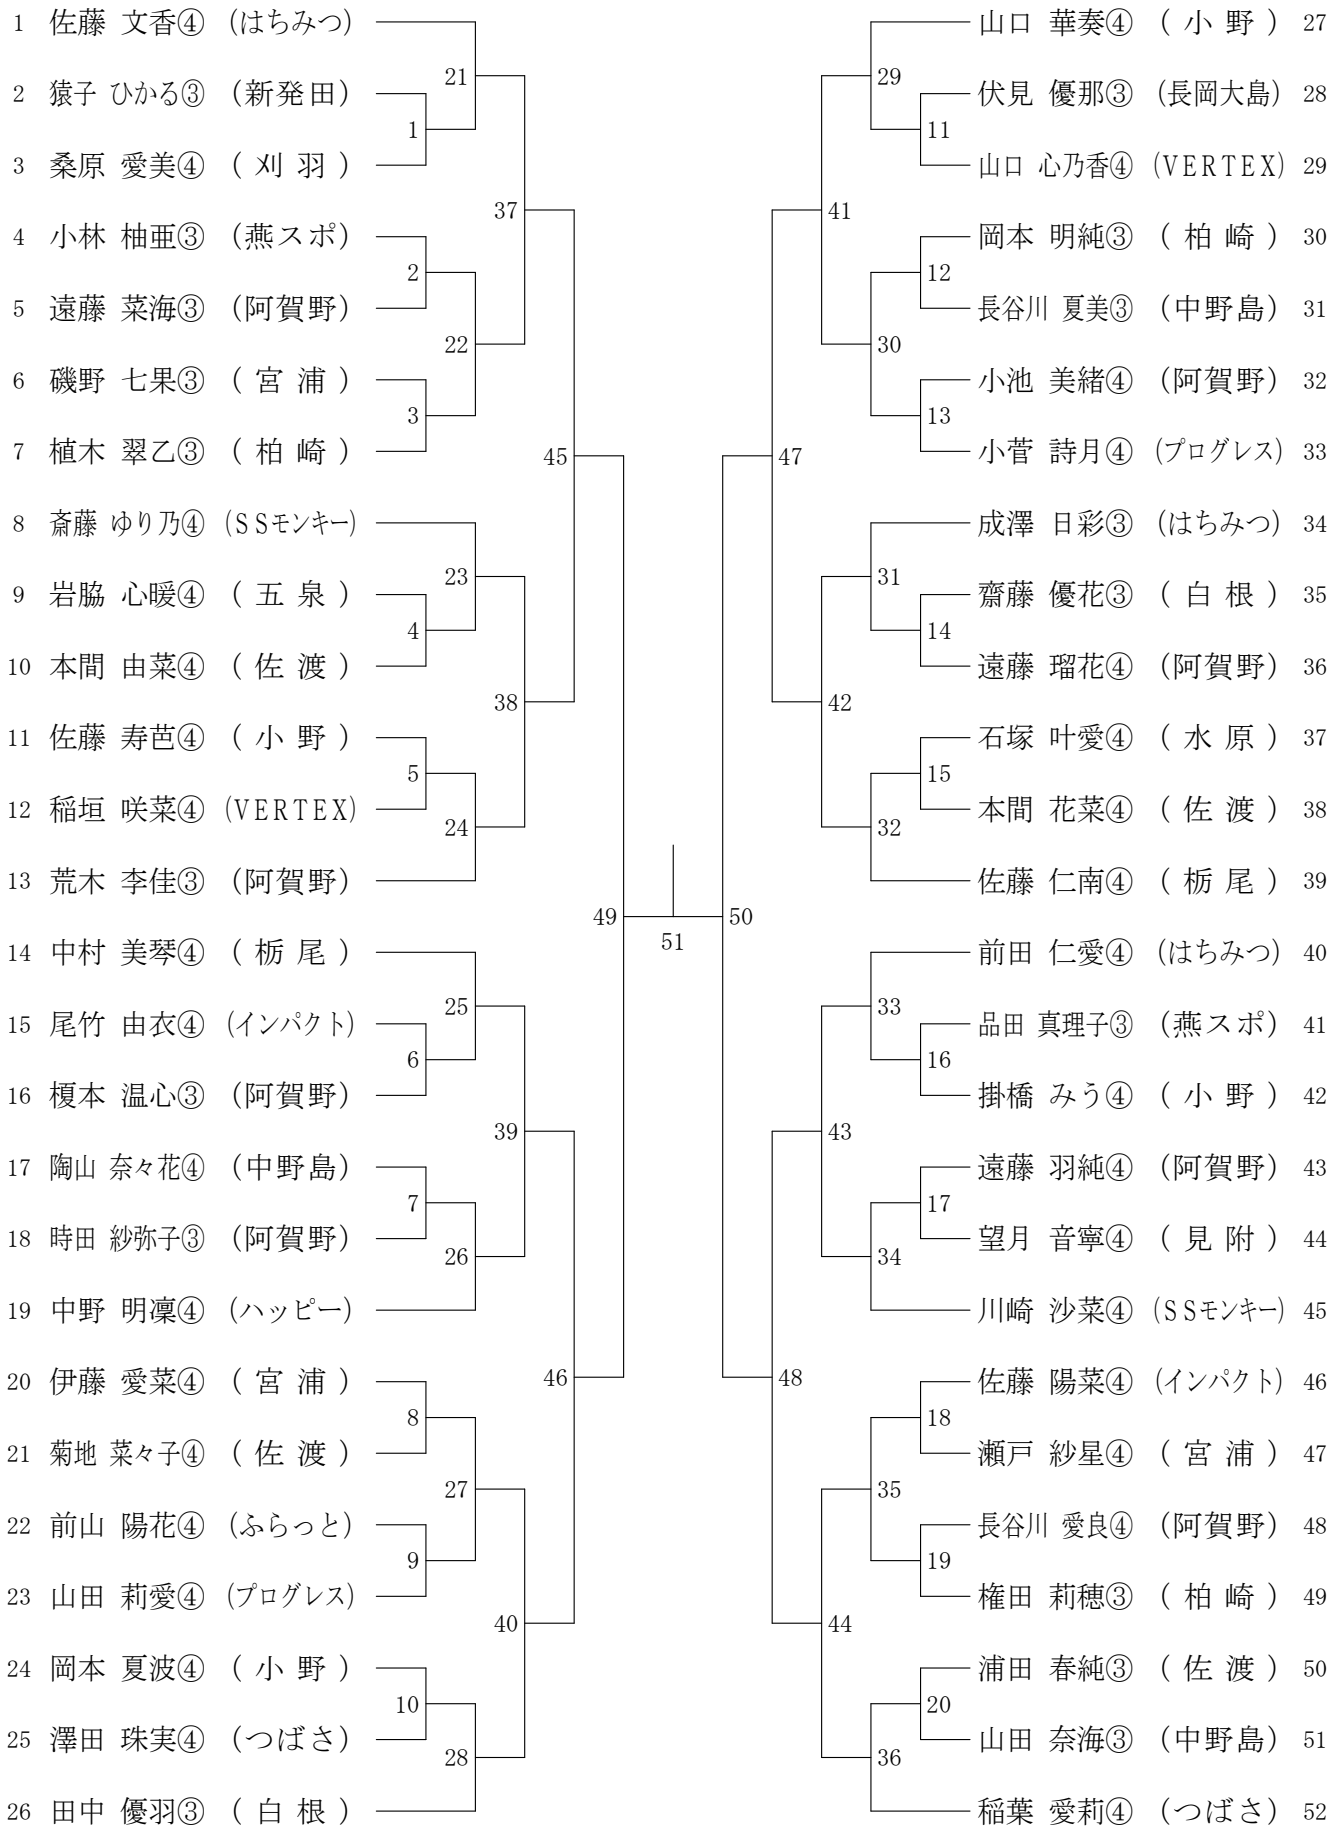 1 佐藤 文香④ (はちみつ)
2 猿子 ひかる③ (新発田)
3 桑原 愛美④ ( 刈 羽 )
4 小林 柚亜③ (燕スポ)
5 遠藤 菜海③ (阿賀野)
6 磯野 七果③ ( 宮 浦 )
7 植木 翠乙③ ( 柏 崎 )
8 斎藤 ゆり乃④ (SSモンキー)
9 岩脇 心暖④ ( 五 泉 )
10 本間 由菜④ ( 佐 渡 )
11 佐藤 寿芭④ ( 小 野 )
12 稲垣 咲菜④ (VERTEX)
13 荒木 李佳③ (阿賀野)
14 中村 美琴④ ( 栃 尾 )
15 尾竹 由衣④ (インパクト)
16 榎本 温心③ (阿賀野)
17 陶山 奈々花④ (中野島)
18 時田 紗弥子③ (阿賀野)
19 中野 明凜④ (ハッピー)
20 伊藤 愛菜④ ( 宮 浦 )
21 菊地 菜々子④ ( 佐 渡 )
22 前山 陽花④ (ふらっと)
23 山田 莉愛④ (プログレス)
24 岡本 夏波④ ( 小 野 )
25 澤田 珠実④ (つばさ)
26 田中 優羽③ ( 白 根 )
1
2
3
4
5
6
7
8
9
10
21
22
23
24
25
26
27
28
37
38
39
40
45
46
49
51
50
47
48
41
42
43
44
29
30
31
32
33
34
35
36
11
12
13
14
15
16
17
18
19
20
山口 華奏④ ( 小 野 ) 27
伏見 優那③ (長岡大島) 28
山口 心乃香④ (VERTEX) 29
岡本 明純③ ( 柏 崎 ) 30
長谷川 夏美③ (中野島) 31
小池 美緒④ (阿賀野) 32
小菅 詩月④ (プログレス) 33
成澤 日彩③ (はちみつ) 34
齋藤 優花③ ( 白 根 ) 35
遠藤 瑠花④ (阿賀野) 36
石塚 叶愛④ ( 水 原 ) 37
本間 花菜④ ( 佐 渡 ) 38
佐藤 仁南④ ( 栃 尾 ) 39
前田 仁愛④ (はちみつ) 40
品田 真理子③ (燕スポ) 41
掛橋 みう④ ( 小 野 ) 42
遠藤 羽純④ (阿賀野) 43
望月 音寧④ ( 見 附 ) 44
川崎 沙菜④ (SSモンキー) 45
佐藤 陽菜④ (インパクト) 46
瀬戸 紗星④ ( 宮 浦 ) 47
長谷川 愛良④ (阿賀野) 48
権田 莉穂③ ( 柏 崎 ) 49
浦田 春純③ ( 佐 渡 ) 50
山田 奈海③ (中野島) 51
稲葉 愛莉④ (つばさ) 52